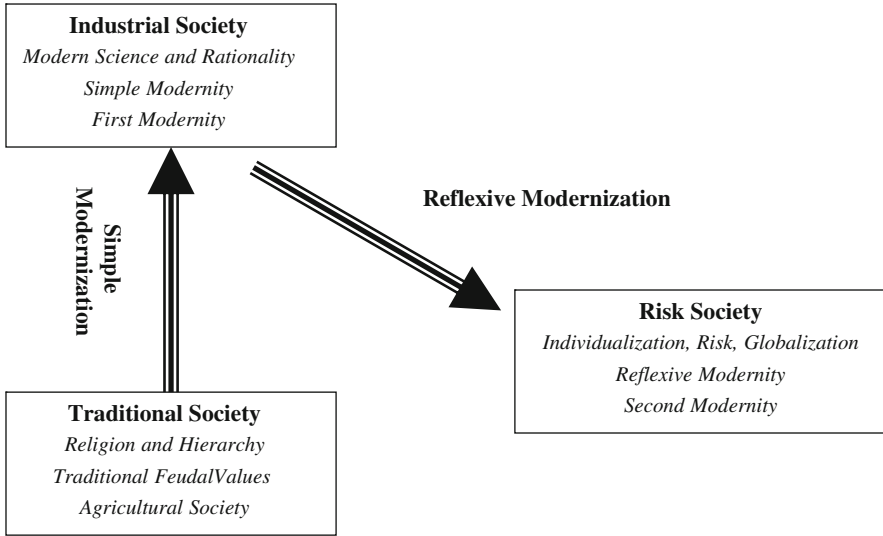 Industrial Society
Modern Science and Rationality
Simple Modernity
First Modernity
Simple
Modernization
Reflexive Modernization
Risk Society
Individualization, Risk, Globalization
Reflexive Modernity
Second Modernity
Traditional Society
Religion and Hierarchy
Traditional FeudalValues
Agricultural Society